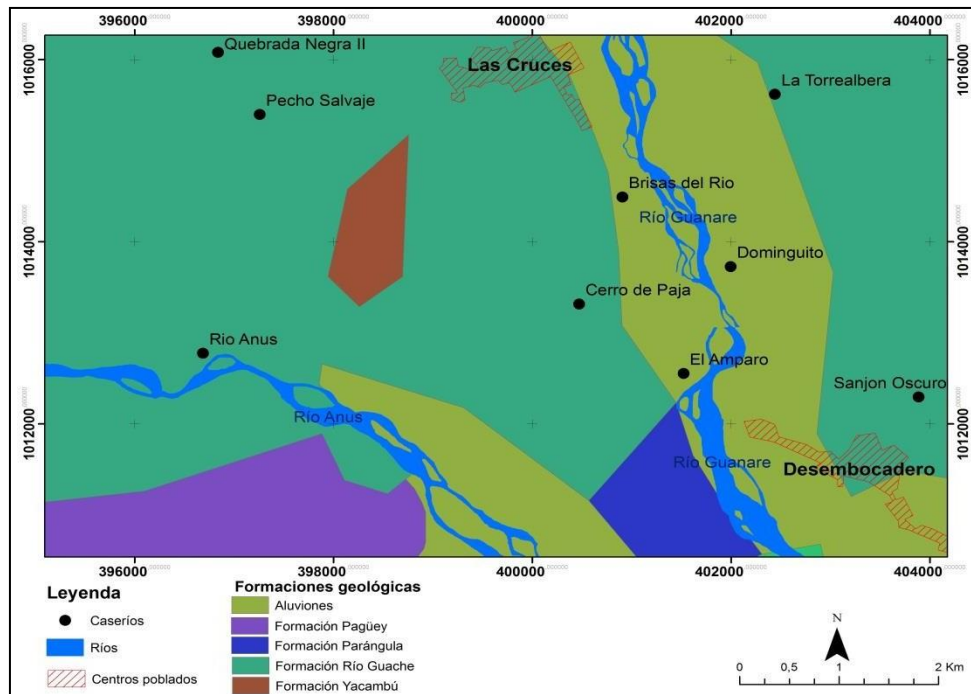 396000 398000 400000 402000 404000
1016000 1016000
Quebrada Negra II
Las Cruces
La Torrealbera
Pecho Salvaje
Brisas del Rio
Río Guanare
1014000 1014000
Dominguito
Cerro de Paja
Rio Anus
El Amparo
Sanjon Oscuro
1012000 1012000
Río Anus
Río Guanare
Desembocadero
396000 398000 400000 402000 404000
Leyenda
Caseríos
Ríos
Centros poblados
Formaciones geológicas
Aluviones
Formación Pagüey
Formación Parángula
Formación Río Guache
Formación Yacambú
N
0 0,5 1 2 Km